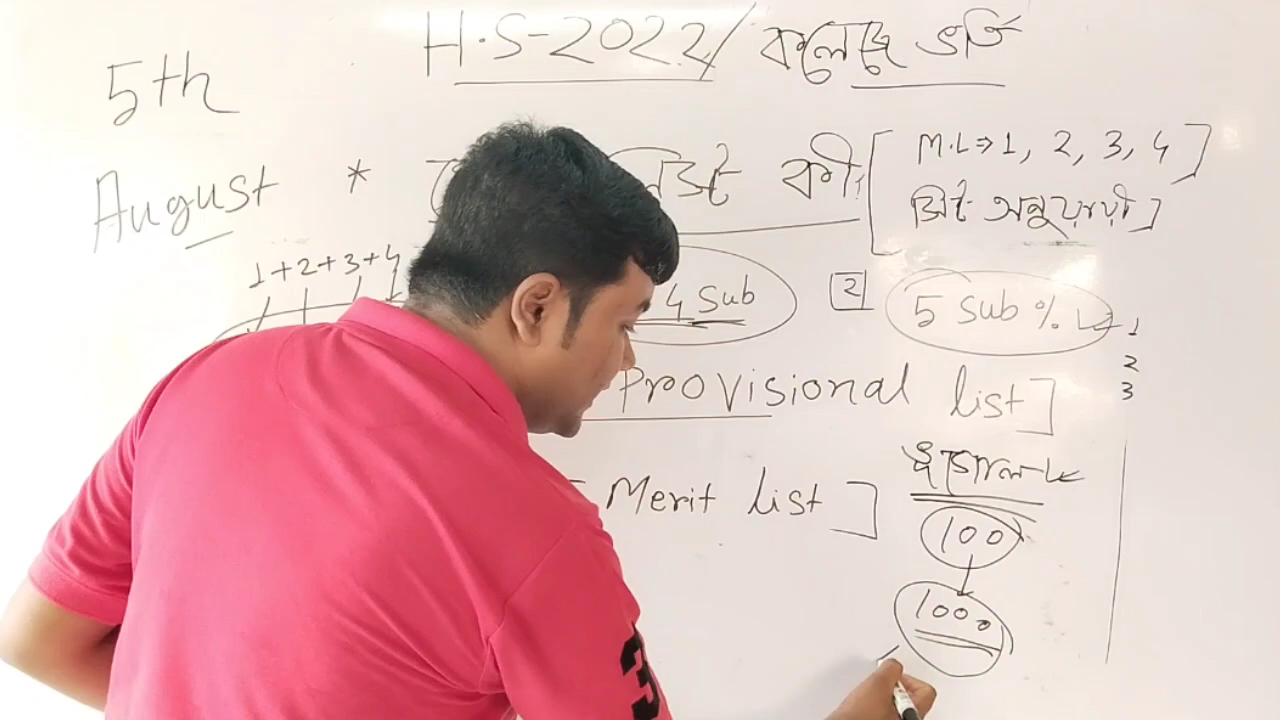 H.S-2022/ কলেজে ভর্তি
5th
August
* লিস্ট কী [ M.L⇒1, 2, 3, 4 ]
সিট অনুযায়ী ]
1+2+3+4
4 Sub
2 5 Sub %
1
2
3
Provisional list ]
ভূগোল
Merit list ]
100
1000
3